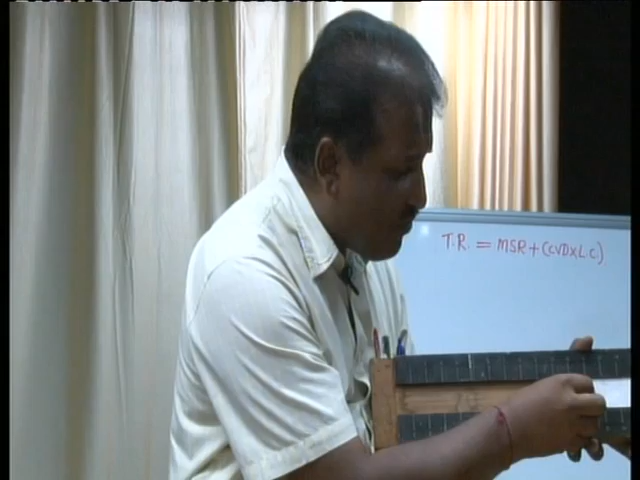 T.R. = MSR + (CVD X L.C)